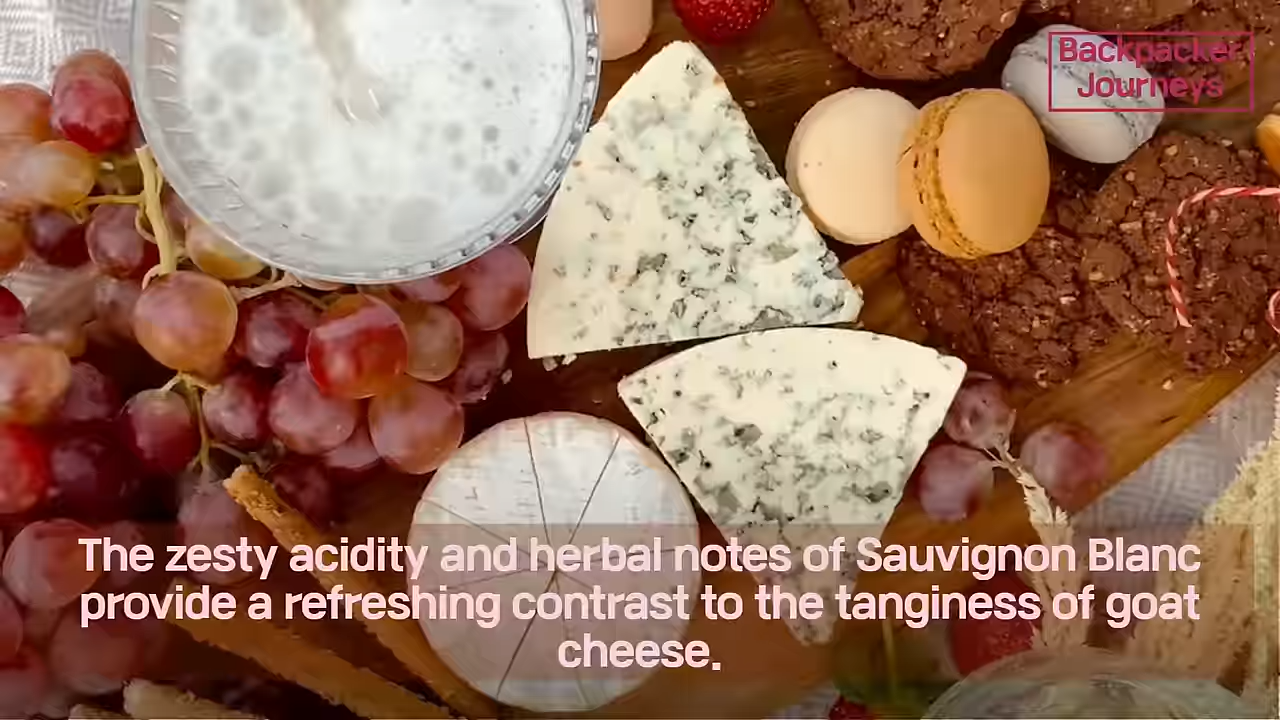 Backpacker
Journeys
The zesty acidity and herbal notes of Sauvignon Blanc
provide a refreshing contrast to the tanginess of goat
cheese.